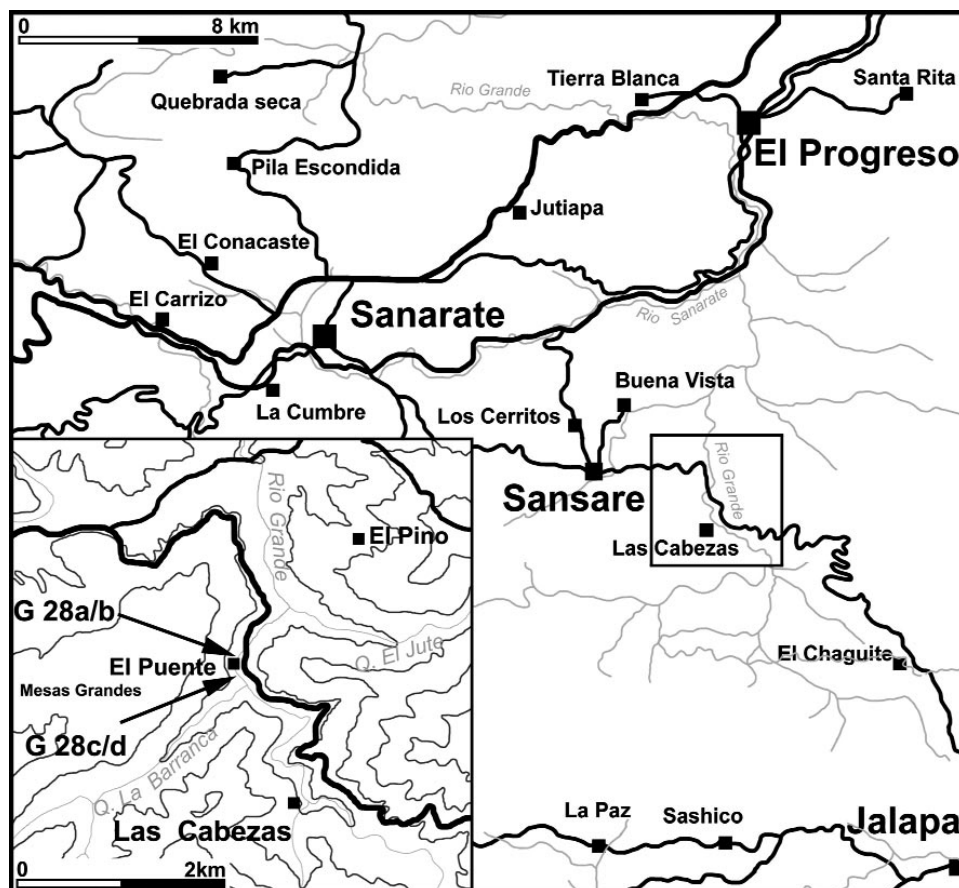 0 8 km
Quebrada seca
Rio Grande
Tierra Blanca
Santa Rita
El Progreso
Pila Escondida
Jutiapa
El Conacaste
El Carrizo
Sanarate
Rio Sanarate
La Cumbre
Buena Vista
Los Cerritos
Sansare
Rio Grande
Las Cabezas
El Chaguite
La Paz
Sashico
Jalapa
Rio Grande
El Pino
G 28a/b
Q. El Jute
El Puente
Mesas Grandes
G 28c/d
Q. La Barranca
Las Cabezas
0 2km